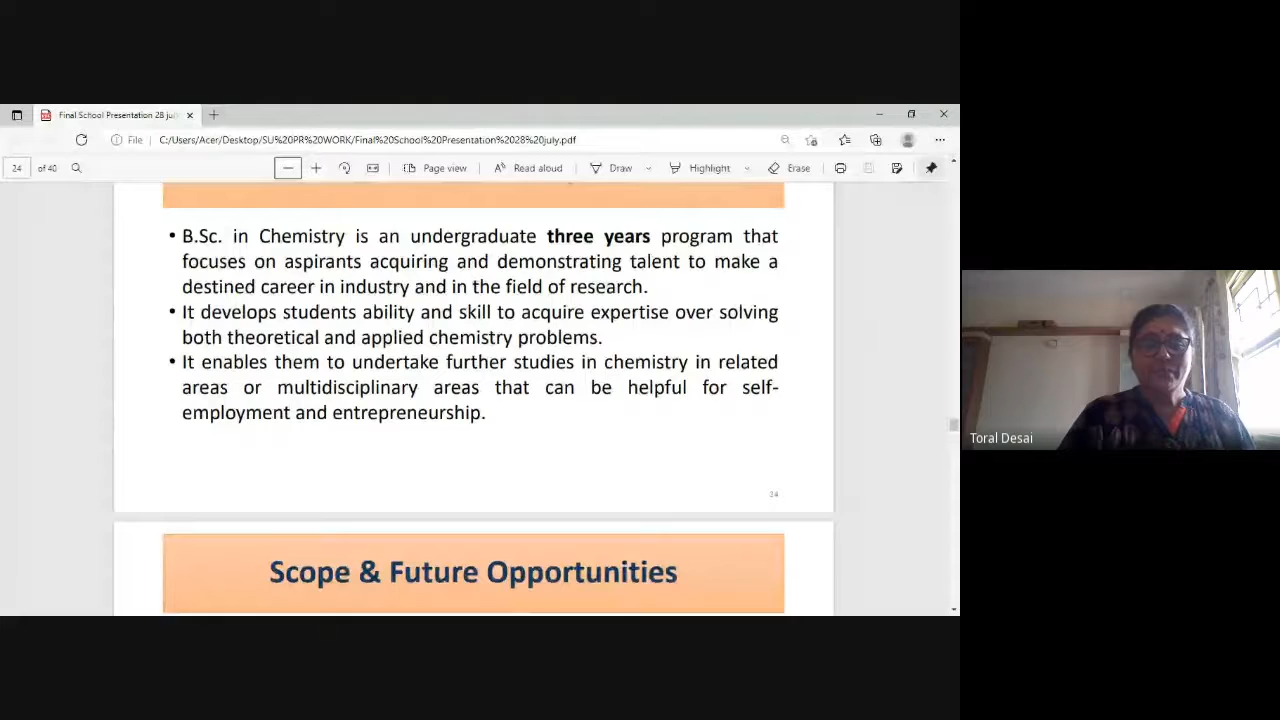 Final School Presentation 28 jul
File
C:/Users/Acer/Desktop/SU%20PR%20WORK/Final%20School%20Presentation%2028%20july.pdf
24 of 40
Page view
Read aloud
Draw
Highlight
Erase
• B.Sc. in Chemistry is an undergraduate three years program that
focuses on aspirants acquiring and demonstrating talent to make a
destined career in industry and in the field of research.
• It develops students ability and skill to acquire expertise over solving
both theoretical and applied chemistry problems.
• It enables them to undertake further studies in chemistry in related
areas or multidisciplinary areas that can be helpful for self-
employment and entrepreneurship.
24
Scope & Future Opportunities
Toral Desai